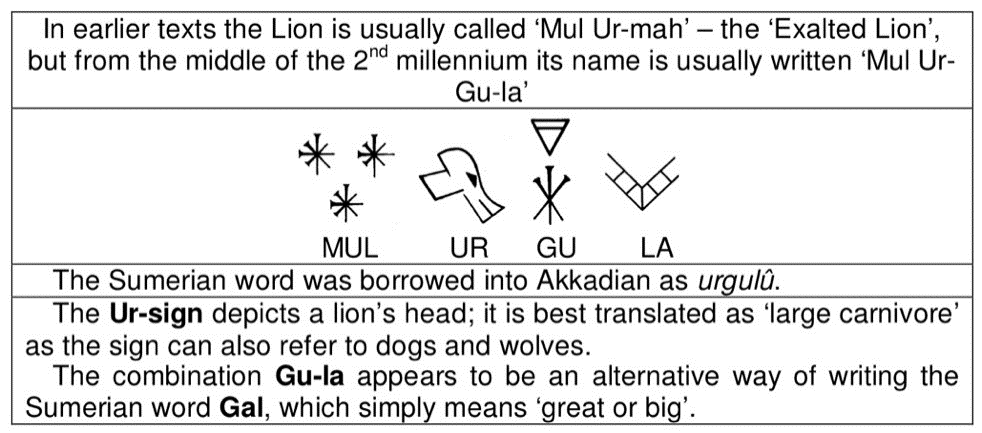 In earlier texts the Lion is usually called ‘Mul Ur-mah’ – the ‘Exalted Lion’,
but from the middle of the 2nd millennium its name is usually written ‘Mul Ur-
Gu-la’
MUL UR GU LA
The Sumerian word was borrowed into Akkadian as urgulû.
The Ur-sign depicts a lion’s head; it is best translated as ‘large carnivore’
as the sign can also refer to dogs and wolves.
The combination Gu-la appears to be an alternative way of writing the
Sumerian word Gal, which simply means ‘great or big’.